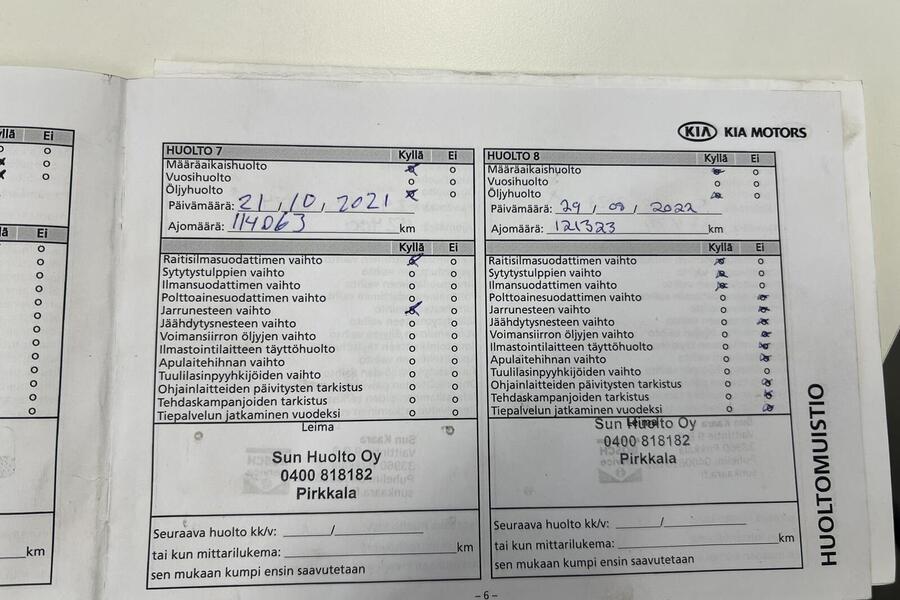 KIA KIA MOTORS
yllä Ei
lä Ei
km
HUOLTO 7 Kyllä Ei
Määräaikaishuolto
Vuosihuolto
Öljyhuolto
Päivämäärä: 21, 10, 2021
Ajomäärä: 114063 km
Kyllä Ei
Raitisilmasuodattimen vaihto
Sytytystulppien vaihto
Ilmansuodattimen vaihto
Polttoainesuodattimen vaihto
Jarrunesteen vaihto
Jäähdytysnesteen vaihto
Voimansiirron öljyjen vaihto
Ilmastointilaitteen täyttöhuolto
Apulaitehihnan vaihto
Tuulilasinpyyhkijöiden vaihto
Ohjainlaitteiden päivitysten tarkistus
Tehdaskampanjoiden tarkistus
Tiepalvelun jatkaminen vuodeksi
Leima
Sun Huolto Oy
0400 818182
Pirkkala
Seuraava huolto kk/v: /
tai kun mittarilukema: km
sen mukaan kumpi ensin saavutetaan
HUOLTO 8 Kyllä Ei
Määräaikaishuolto
Vuosihuolto
Öljyhuolto
Päivämäärä: 29, 09, 2022
Ajomäärä: 121323 km
Kyllä Ei
Raitisilmasuodattimen vaihto
Sytytystulppien vaihto
Ilmansuodattimen vaihto
Polttoainesuodattimen vaihto
Jarrunesteen vaihto
Jäähdytysnesteen vaihto
Voimansiirron öljyjen vaihto
Ilmastointilaitteen täyttöhuolto
Apulaitehihnan vaihto
Tuulilasinpyyhkijöiden vaihto
Ohjainlaitteiden päivitysten tarkistus
Tehdaskampanjoiden tarkistus
Tiepalvelun jatkaminen vuodeksi
Leima
Sun Huolto Oy
0400 818182
Pirkkala
Seuraava huolto kk/v: /
tai kun mittarilukema: km
sen mukaan kumpi ensin saavutetaan
HUOLTOMUISTIO
– 6 –